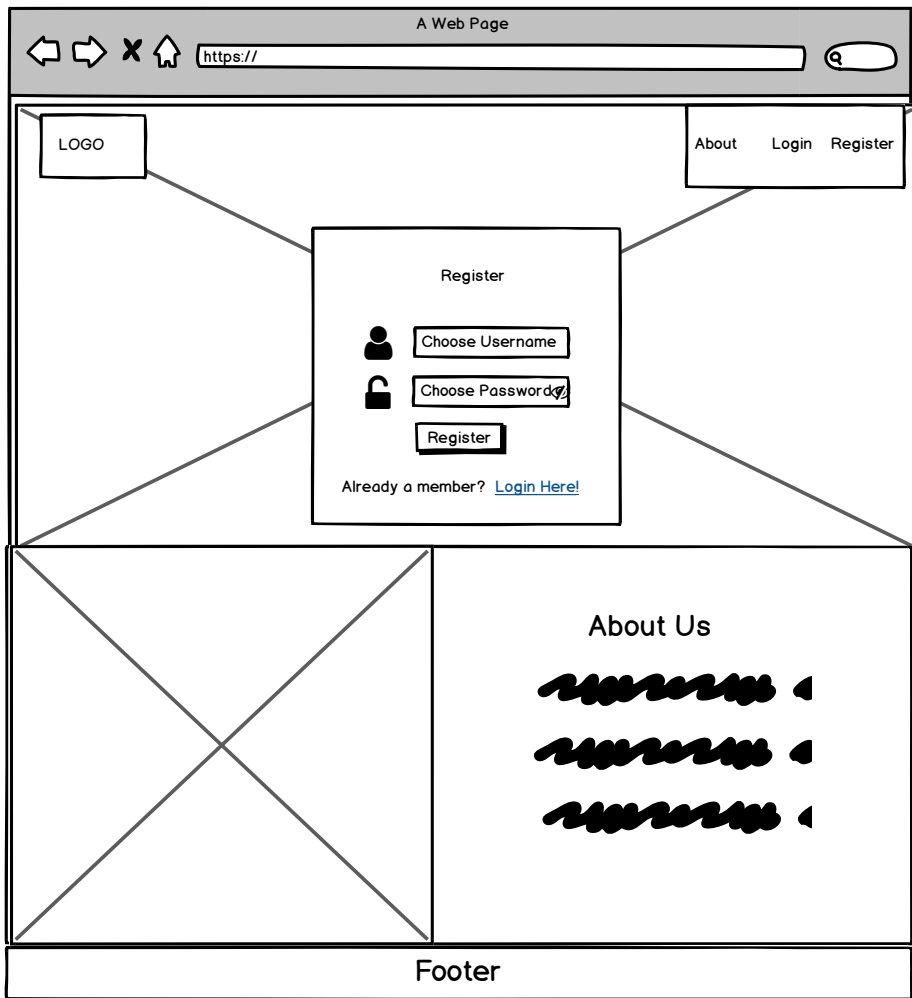 A Web Page
https://
LOGO
About Login Register
Register
Choose Username
Choose Password
Register
Already a member? Login Here!
About Us
Footer